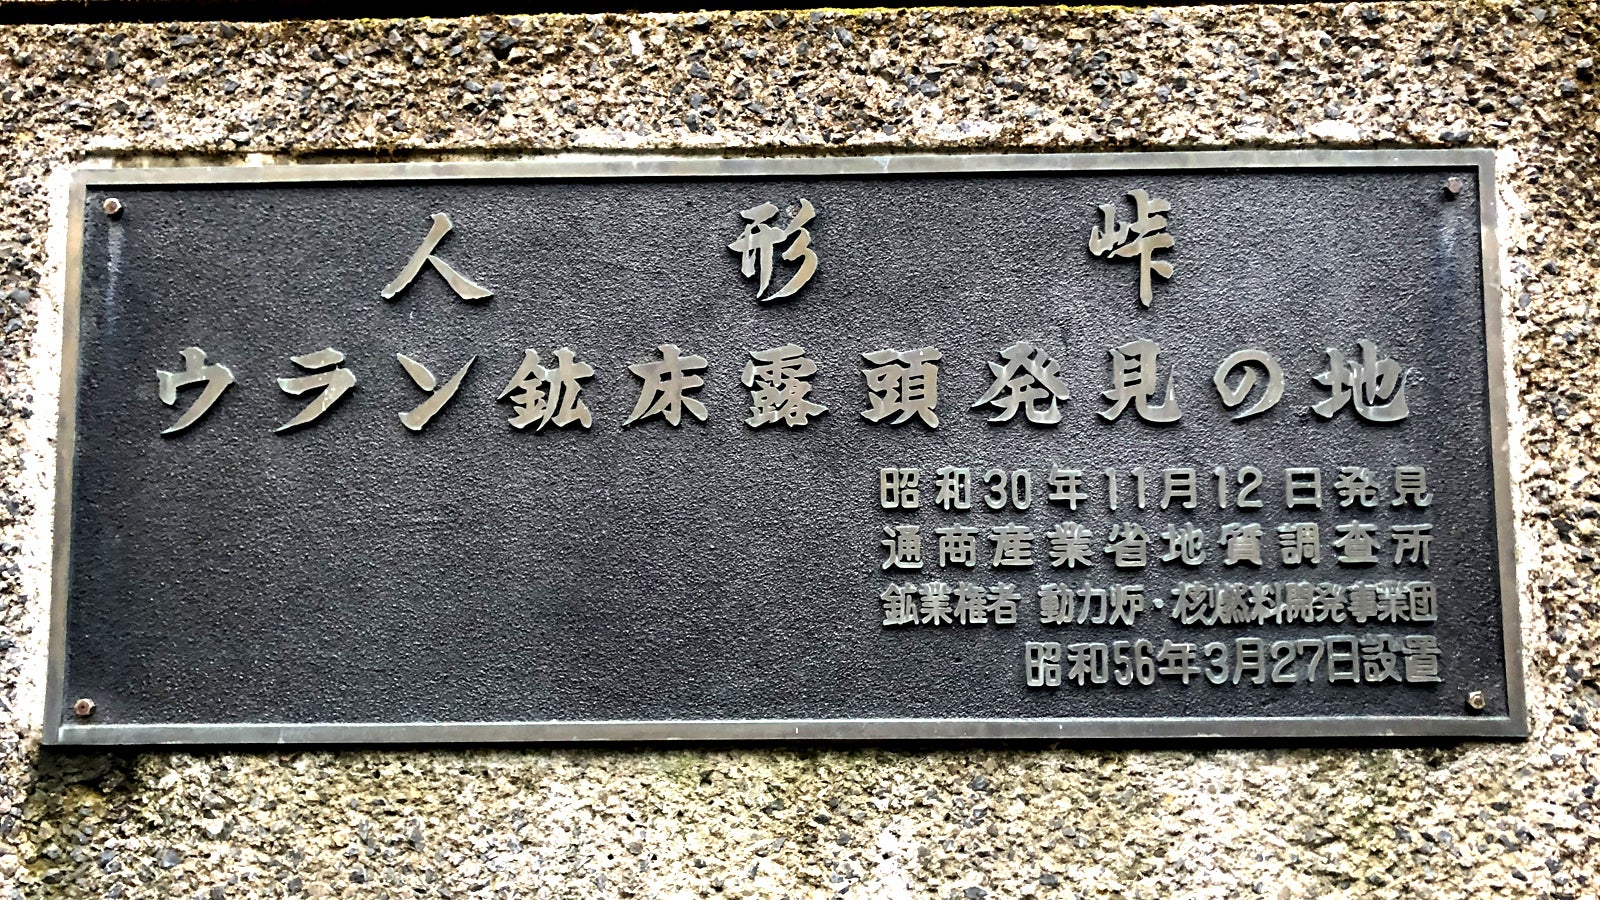 人形峠
ウラン鉱床露頭発見の地
昭和30年11月12日発見
通商産業省地質調査所
鉱業権者 動力炉・核燃料開発事業団
昭和56年3月27日設置